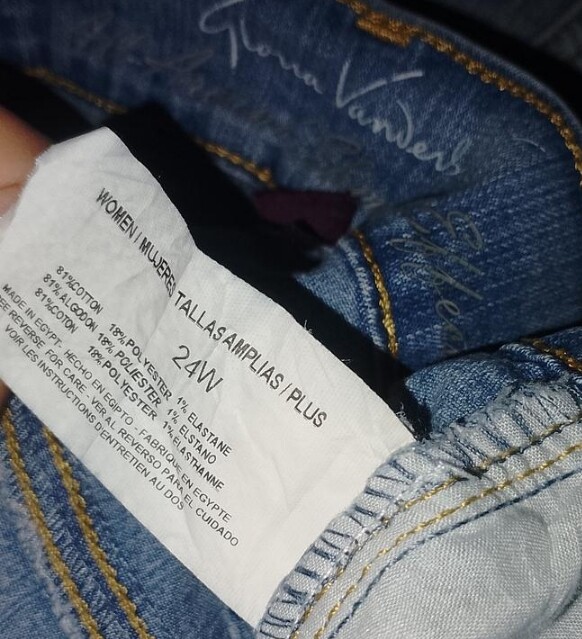 Gloria Vanderb
WOMEN / MUJERES TALLAS AMPLIAS / PLUS
24W
81%COTTON 18%POLYESTER 1% ELASTANE
81%ALGODON 18% POLIESTER 1% ELSTANO
81%COTON 18%POLYESTER 1%ELASTHANNE
MADE IN EGYPT- HECHO EN EGIPTO - FABRIQUE EN EGYPTE
EE REVERSE FOR CARE - VER AL REVERSO PARA EL CUIDADO
VOIR LES INSTRUCTIONS D'ENTRETIEN AU DOS